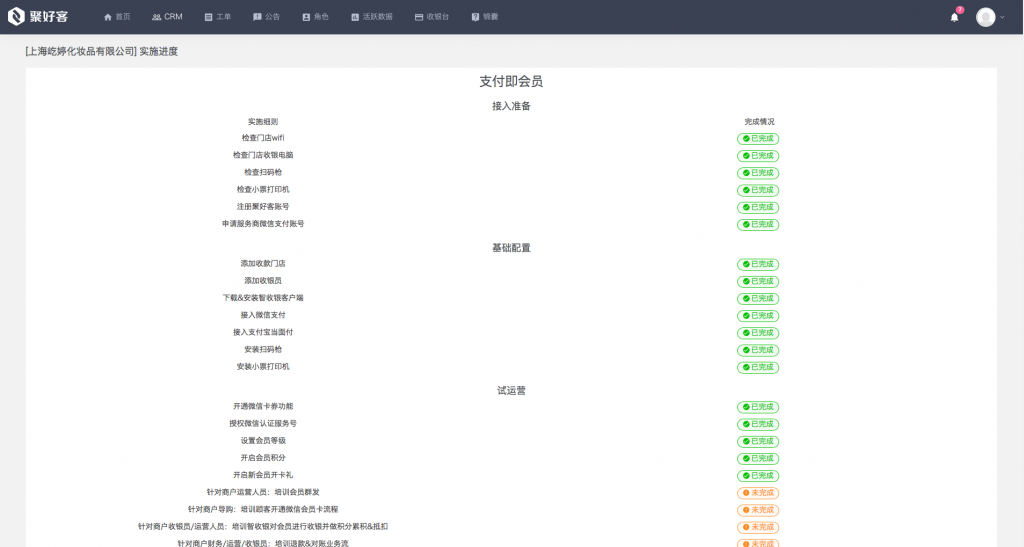 聚好客 首页 CRM 工单 公告 角色 活跃数据 收银台 锦囊 7
[上海屹婷化妆品有限公司] 实施进度
支付即会员
接入准备
实施细则 完成情况
检查门店wifi 已完成
检查门店收银电脑 已完成
检查扫码枪 已完成
检查小票打印机 已完成
注册聚好客账号 已完成
申请服务商微信支付账号 已完成
基础配置
添加收款门店 已完成
添加收银员 已完成
下载&安装智收银客户端 已完成
接入微信支付 已完成
接入支付宝当面付 已完成
安装扫码枪 已完成
安装小票打印机 已完成
试运营
开通微信卡券功能 已完成
授权微信认证服务号 已完成
设置会员等级 已完成
开启会员积分 已完成
开启新会员开卡礼 已完成
针对商户运营人员：培训会员群发 未完成
针对商户导购：培训顾客开通微信会员卡流程 未完成
针对商户收银员/运营人员：培训智收银对会员进行收银并做积分累积&抵扣 未完成
针对商户财务/运营/收银员：培训退款&对账业务流 未完成